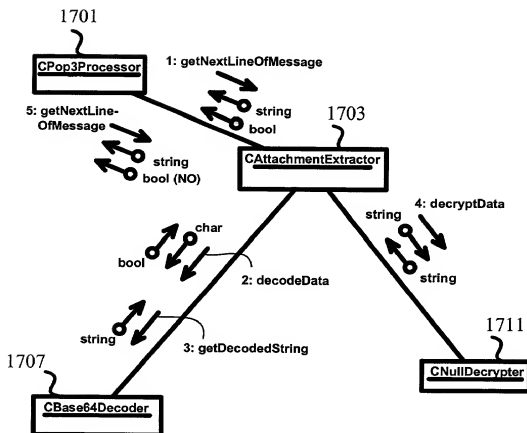 1701
CPop3Processor
1: getNextLineOfMessage
string
bool
5: getNextLine-
OfMessage
string
bool (NO)
1703
CAttachmentExtractor
4: decryptData
string
string
char
bool
2: decodeData
string
3: getDecodedString
1707
CBase64Decoder
1711
CNullDecrypter